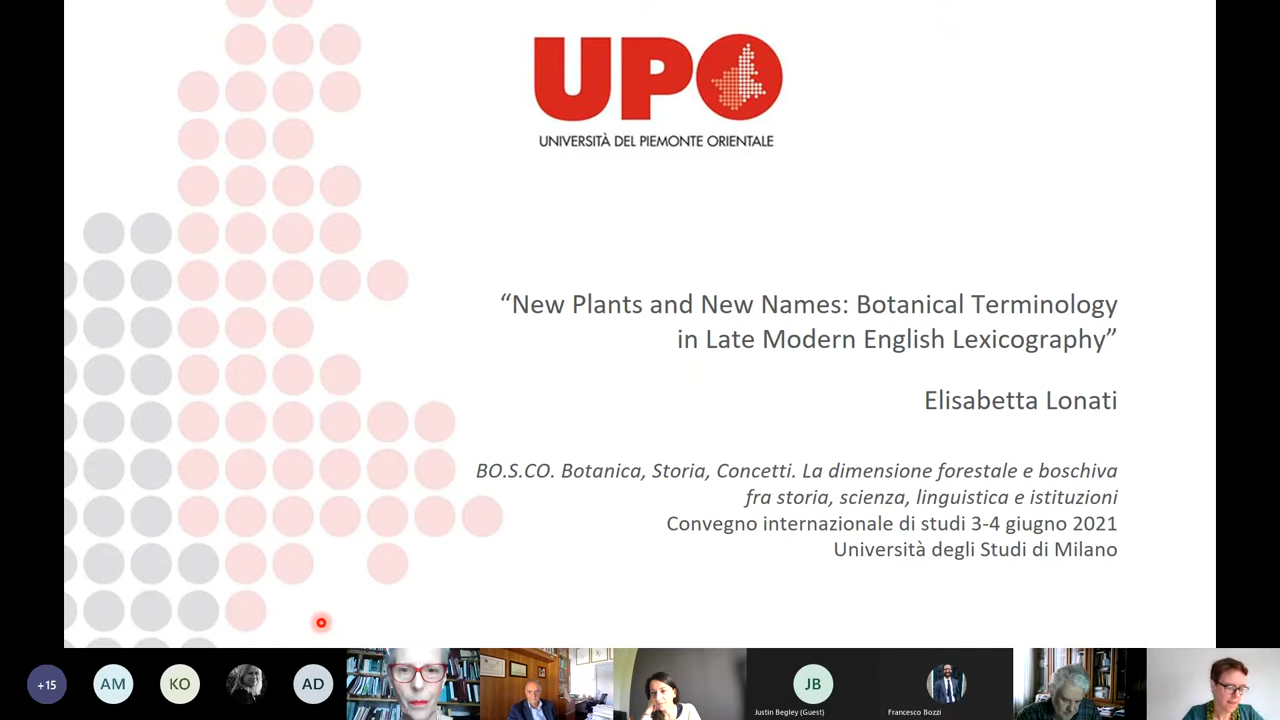 UPO
UNIVERSITÀ DEL PIEMONTE ORIENTALE
“New Plants and New Names: Botanical Terminology
in Late Modern English Lexicography”
Elisabetta Lonati
BO.S.CO. Botanica, Storia, Concetti. La dimensione forestale e boschiva
fra storia, scienza, linguistica e istituzioni
Convegno internazionale di studi 3-4 giugno 2021
Università degli Studi di Milano
+15
AM
KO
AD
JB
Justin Begley (Guest)
Francesco Bozzi